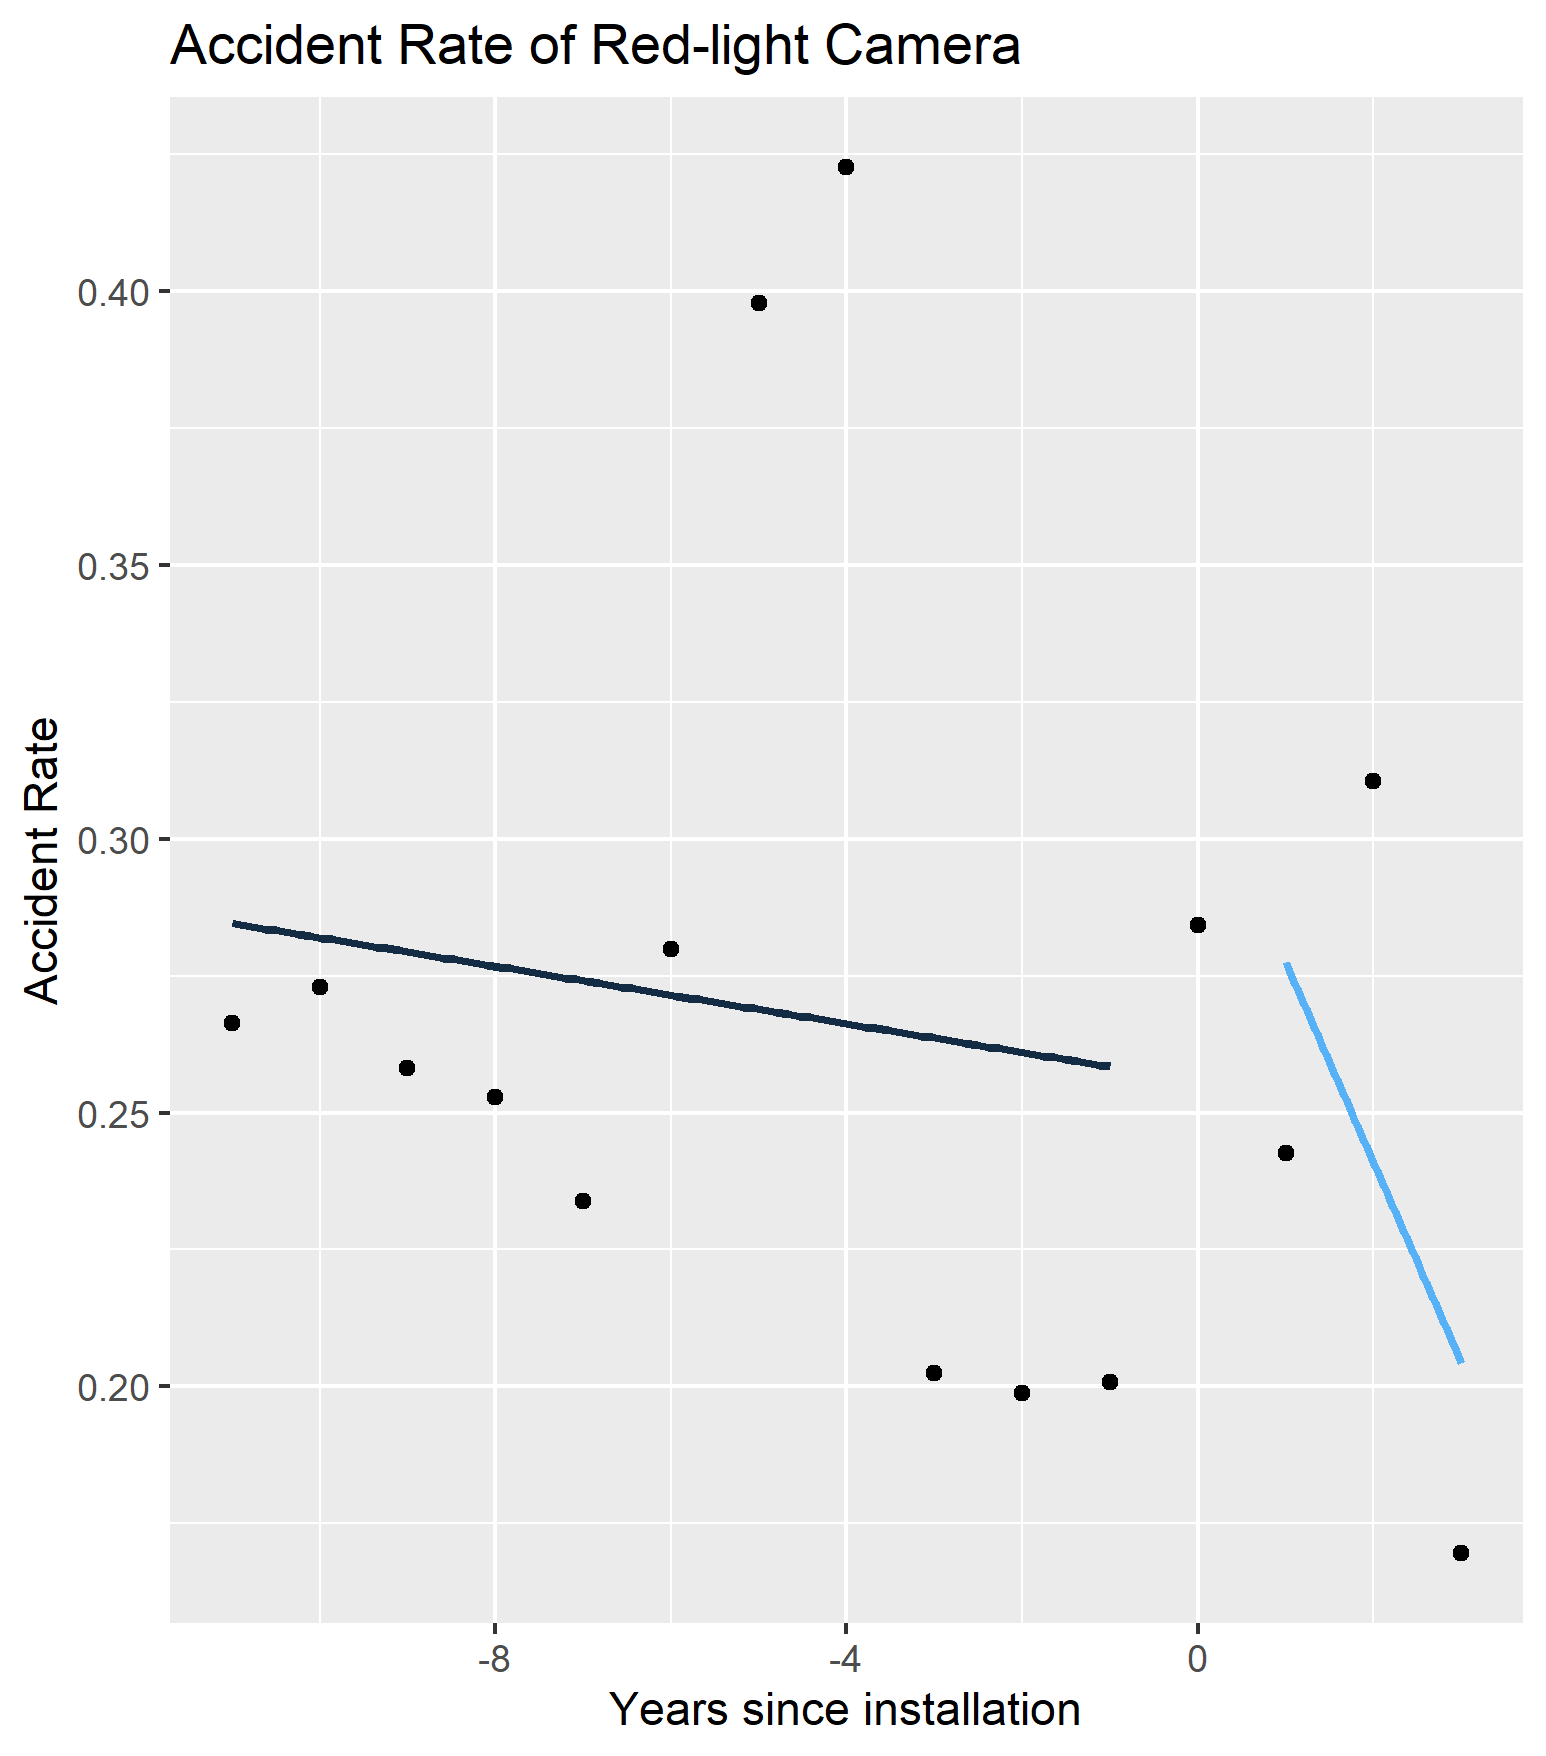 Accident Rate of Red-light Camera
Accident Rate
0.40
0.35
0.30
0.25
0.20
-8
-4
0
Years since installation